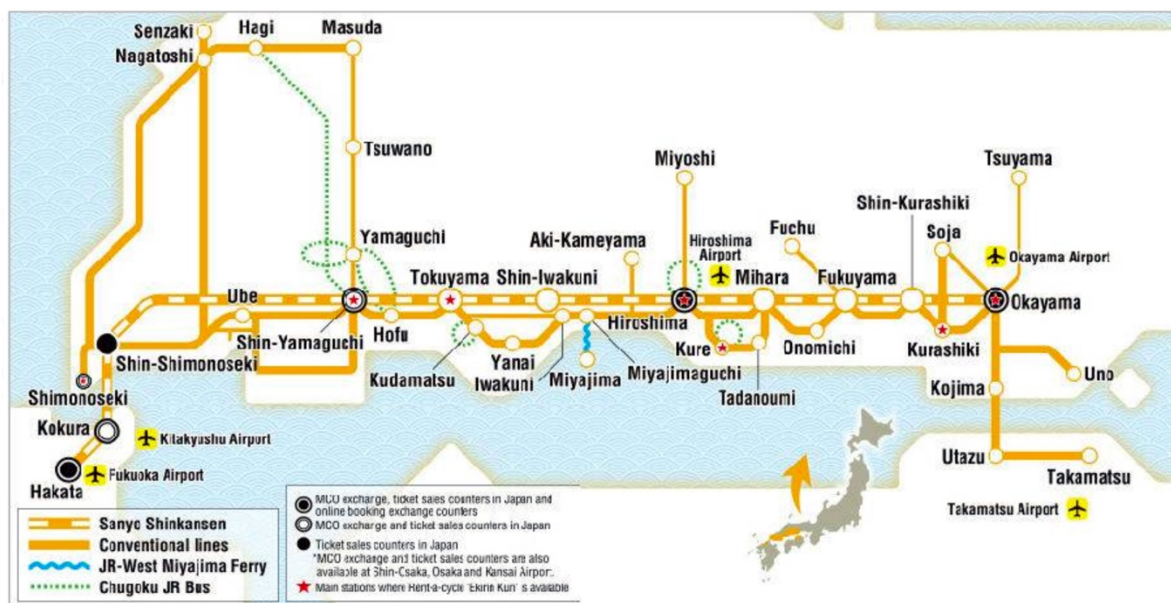 Senzaki
Hagi
Masuda
Nagatoshi
Tsuwano
Miyoshi
Tsuyama
Shin-Kurashiki
Fuchu
Soja
Yamaguchi
Aki-Kameyama
Hiroshima
Airport
Okayama Airport
Tokuyama
Shin-Iwakuni
Mihara
Fukuyama
Ube
Okayama
Hofu
Hiroshima
Shin-Yamaguchi
Kure
Onomichi
Kurashiki
Shin-Shimonoseki
Yanai
Kudamatsu
Iwakuni
Miyajima
Miyajimaguchi
Tadanoumi
Uno
Shimonoseki
Kojima
Kokura
Kitakyushu Airport
Utazu
Takamatsu
Fukuoka Airport
Hakata
Takamatsu Airport
Sanyo Shinkansen
Conventional lines
JR-West Miyajima Ferry
Chugoku JR Bus
MCO exchange, ticket sales counters in Japan and
online booking exchange counters
MCO exchange and ticket sales counters in Japan
Ticket sales counters in Japan
*MCO exchange and ticket sales counters are also
available at Shin-Osaka, Osaka and Kansai Airport.
Main stations where Rent-a-cycle "Ekirin Kun" is available